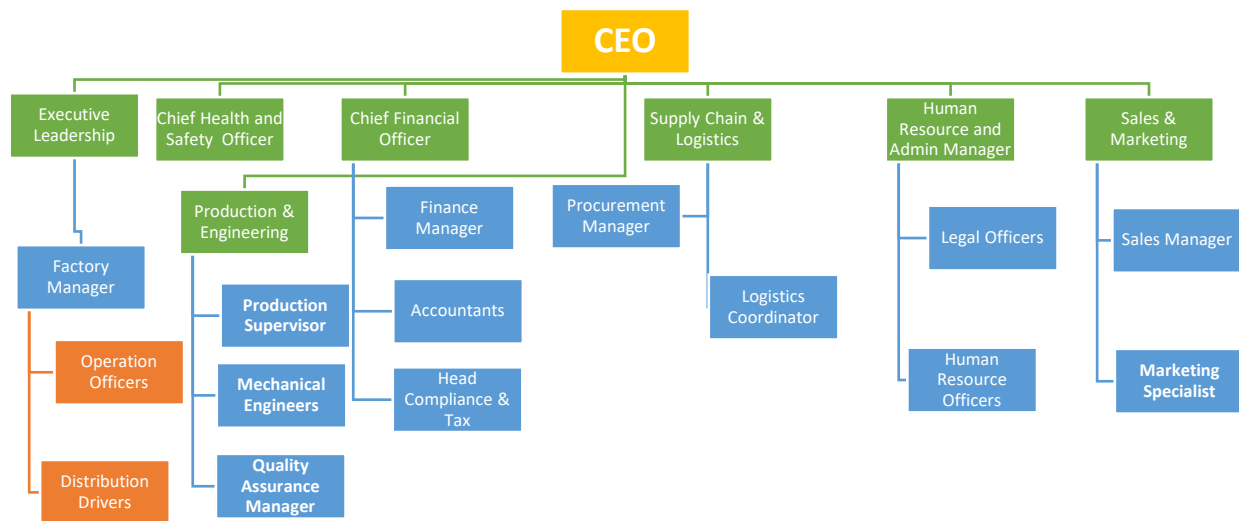 CEO
Executive
Leadership
Chief Health and
Safety Officer
Chief Financial
Officer
Supply Chain &
Logistics
Human
Resource and
Admin Manager
Sales &
Marketing
Production &
Engineering
Finance
Manager
Procurement
Manager
Legal Officers
Sales Manager
Factory
Manager
Production
Supervisor
Accountants
Logistics
Coordinator
Operation
Officers
Mechanical
Engineers
Head
Compliance &
Tax
Human
Resource
Officers
Marketing
Specialist
Distribution
Drivers
Quality
Assurance
Manager